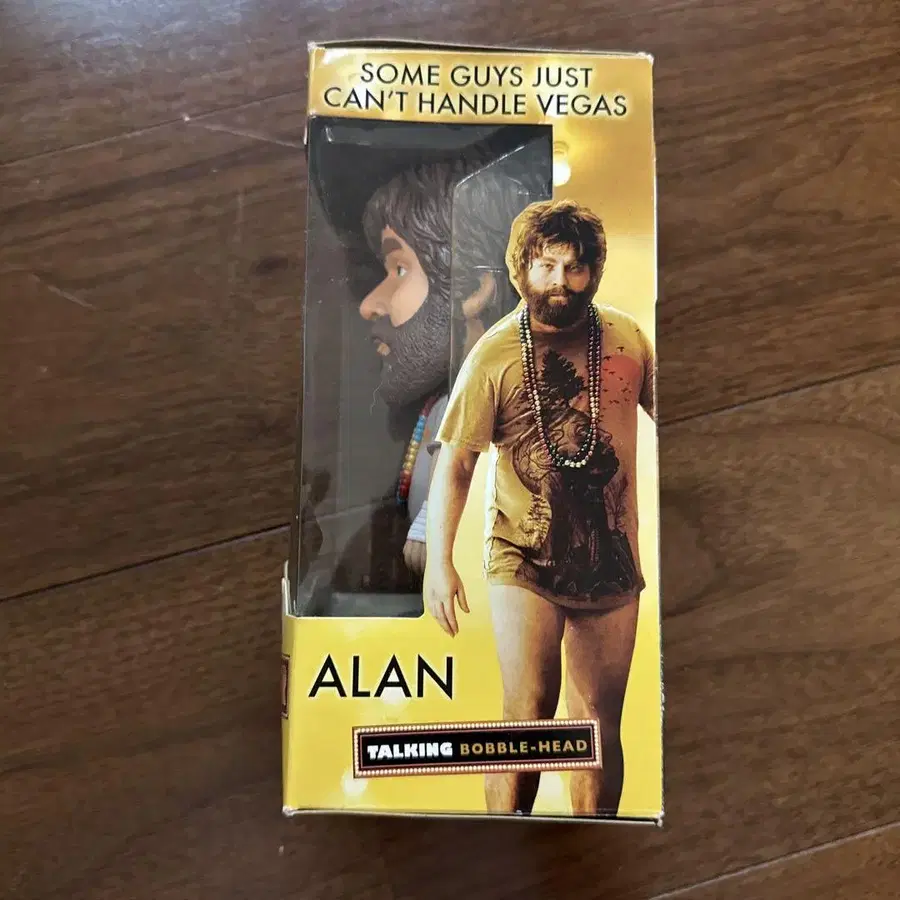 SOME GUYS JUST
CAN'T HANDLE VEGAS
ALAN
TALKING BOBBLE-HEAD